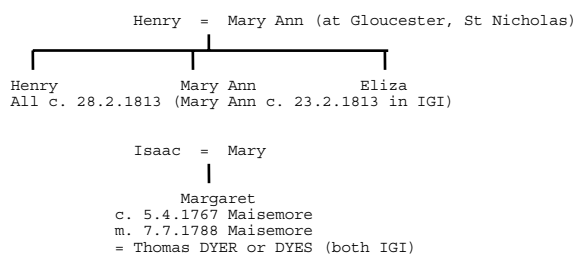 Henry = Mary Ann (at Gloucester, St Nicholas)
Henry Mary Ann Eliza
All c. 28.2.1813 (Mary Ann c. 23.2.1813 in IGI)
Isaac = Mary
Margaret
c. 5.4.1767 Maisemore
m. 7.7.1788 Maisemore
= Thomas DYER or DYES (both IGI)